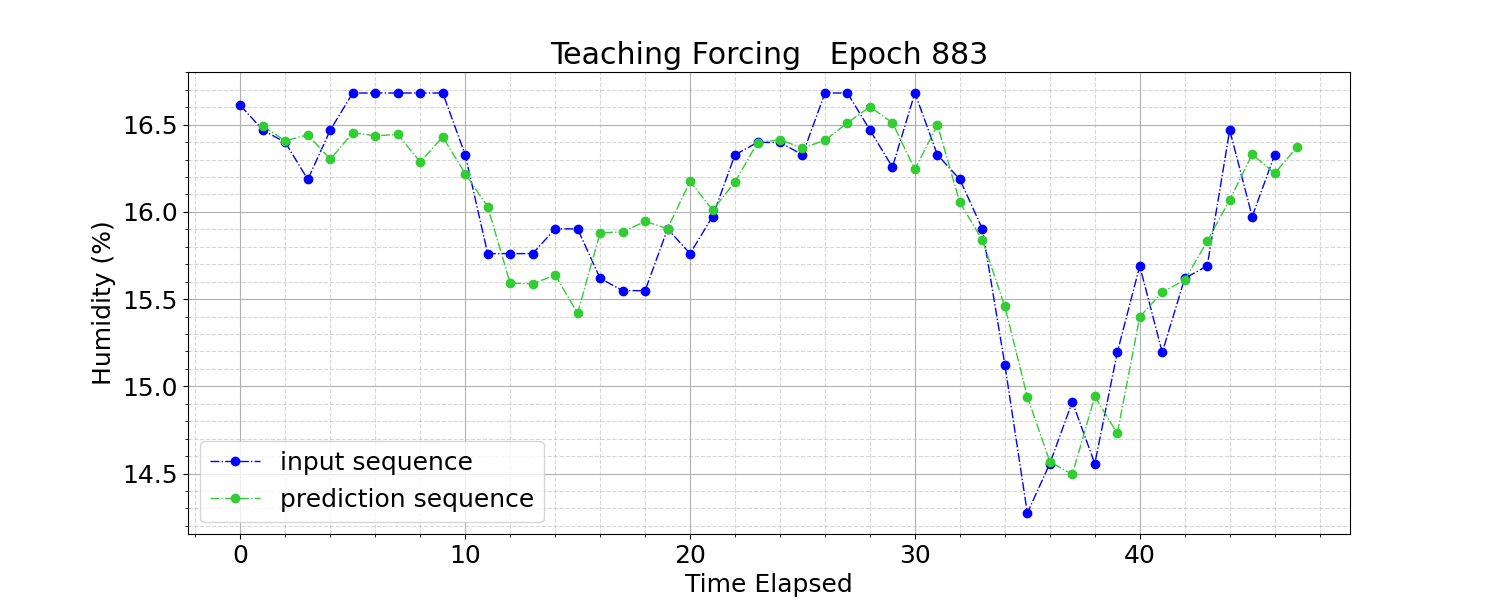 Teaching Forcing   Epoch 883
Humidity (%)
16.5
16.0
15.5
15.0
14.5
input sequence
prediction sequence
0 10 20 30 40
Time Elapsed